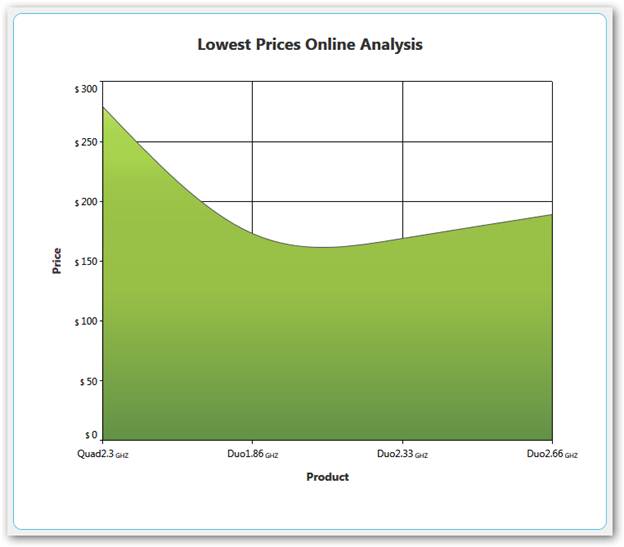 Lowest Prices Online Analysis
$ 300
$ 250
$ 200
$ 150
$ 100
$ 50
$ 0
Price
Quad2.3 GHZ Duo1.86 GHZ Duo2.33 GHZ Duo2.66 GHZ
Product